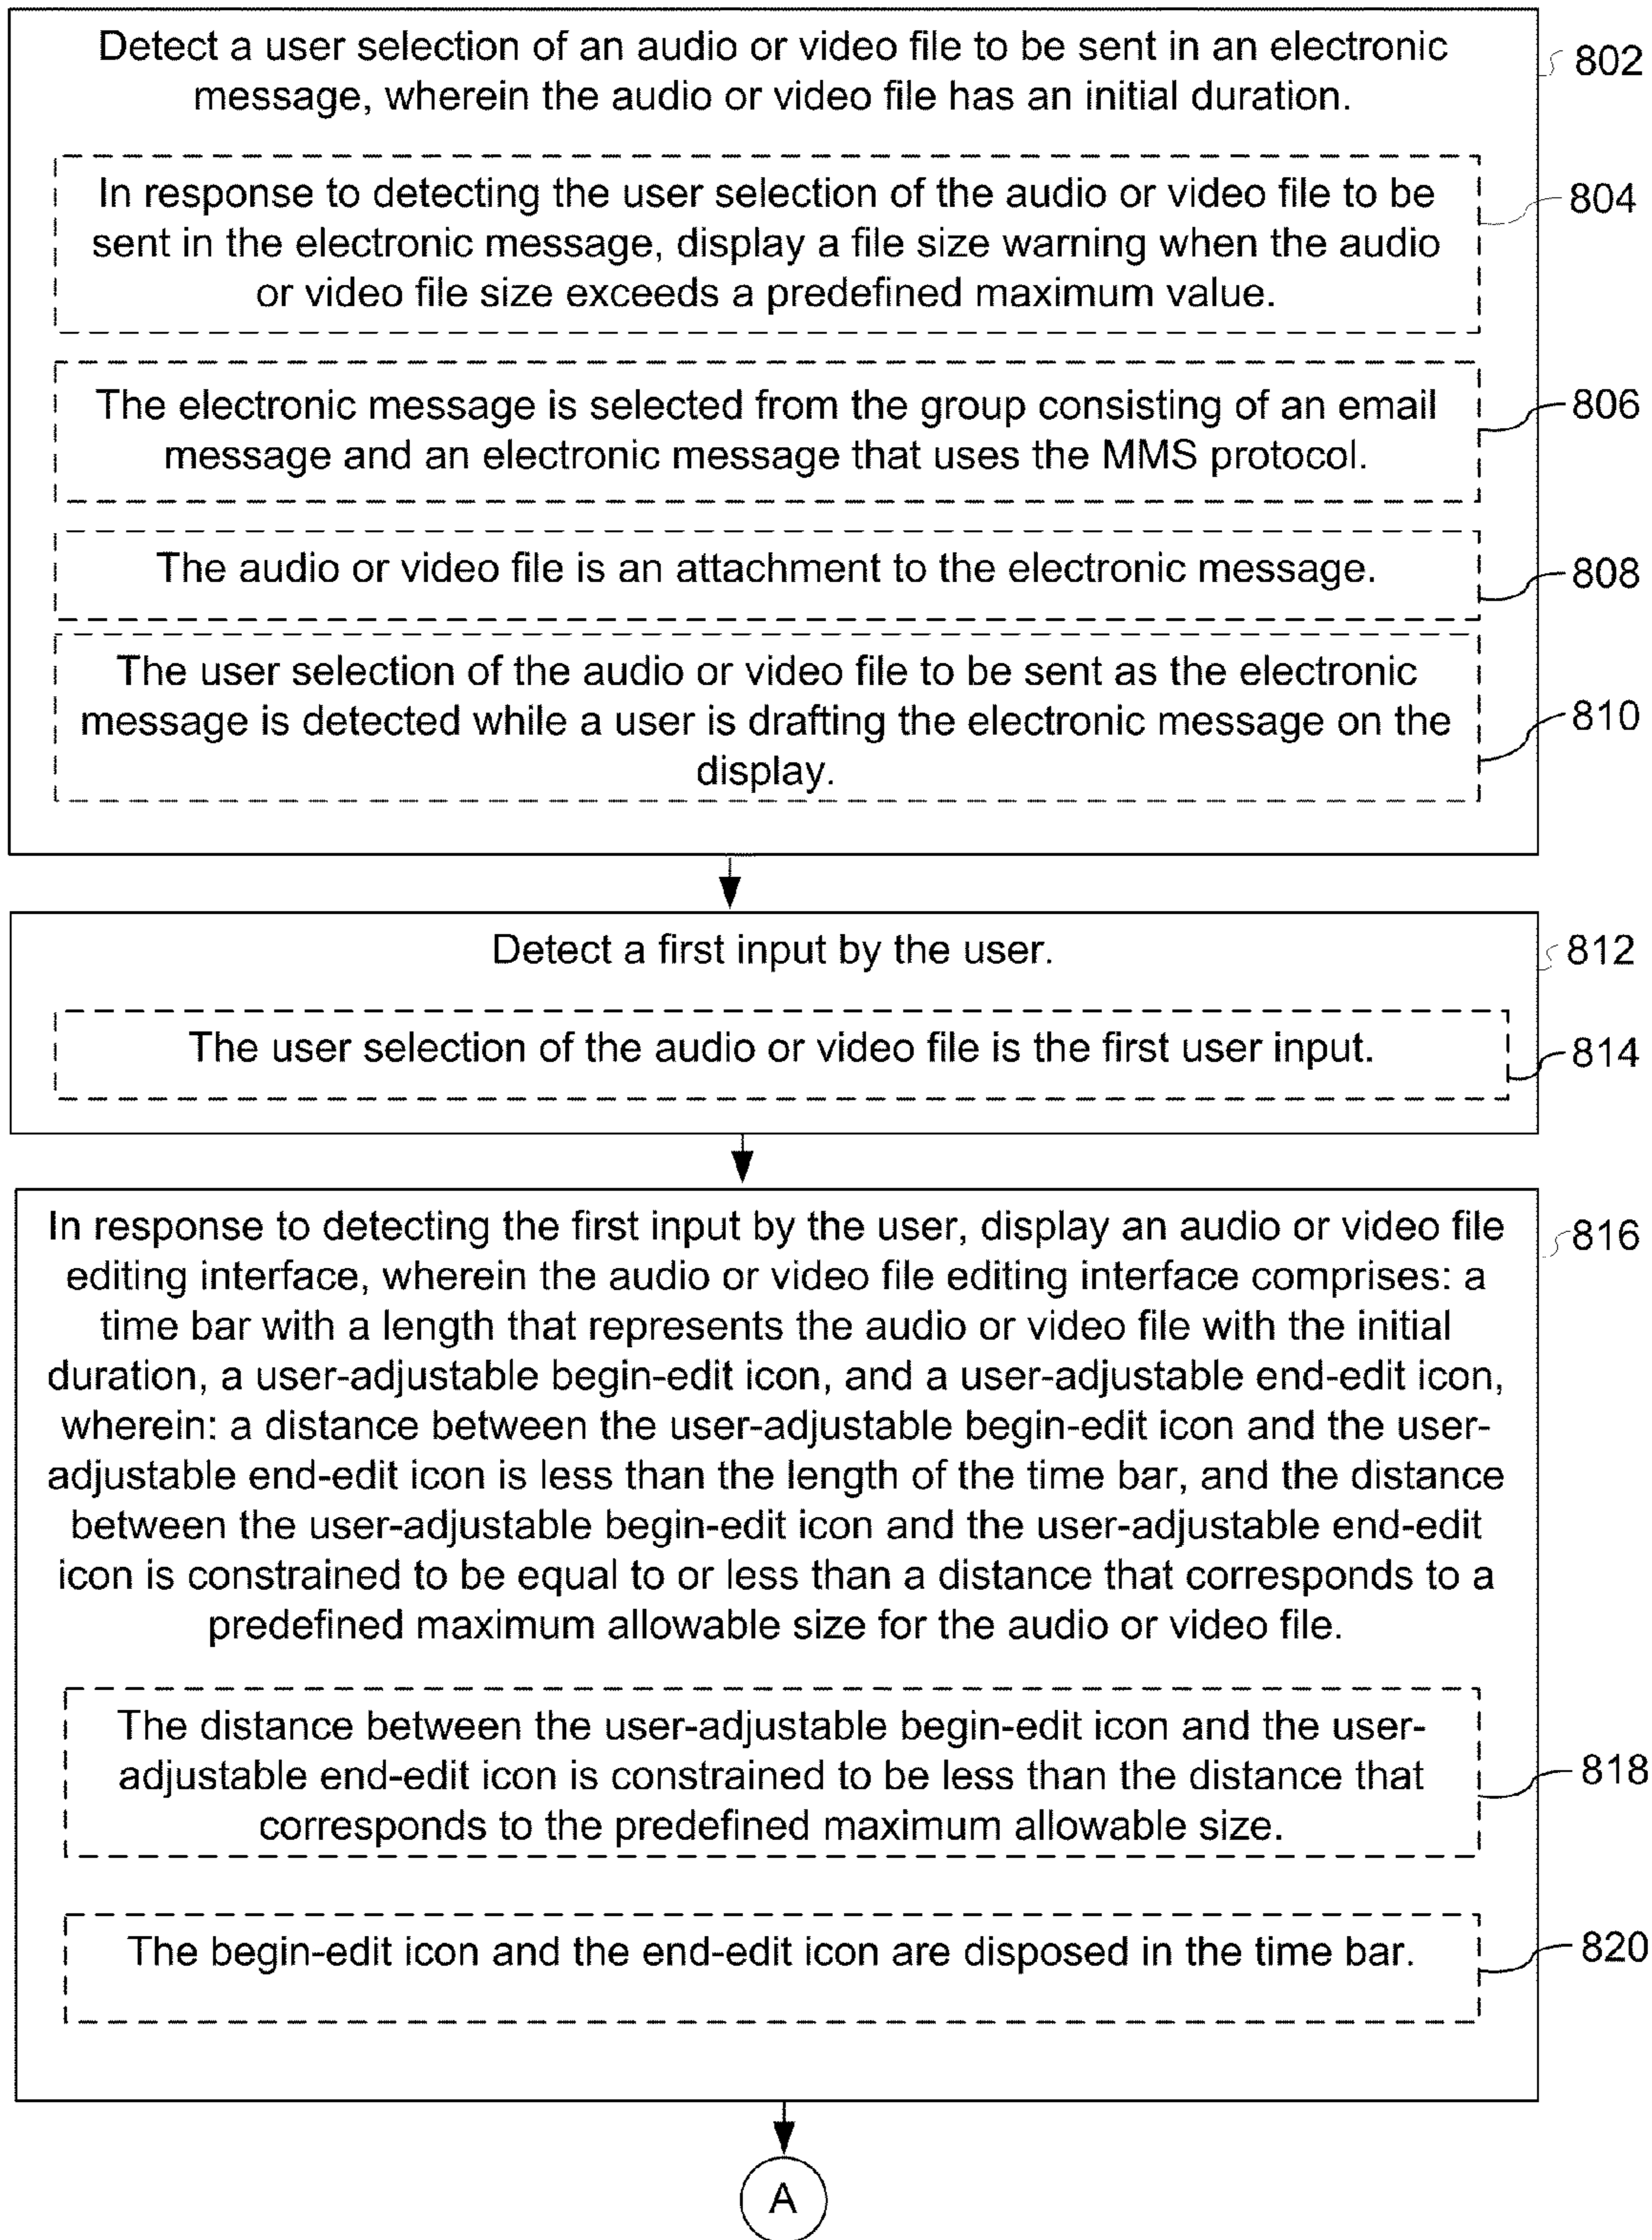 Detect a user selection of an audio or video file to be sent in an electronic
message, wherein the audio or video file has an initial duration.
802
In response to detecting the user selection of the audio or video file to be
sent in the electronic message, display a file size warning when the audio
or video file size exceeds a predefined maximum value.
804
The electronic message is selected from the group consisting of an email
message and an electronic message that uses the MMS protocol.
806
The audio or video file is an attachment to the electronic message.
808
The user selection of the audio or video file to be sent as the electronic
message is detected while a user is drafting the electronic message on the
display.
810
Detect a first input by the user.
812
The user selection of the audio or video file is the first user input.
814
In response to detecting the first input by the user, display an audio or video file
editing interface, wherein the audio or video file editing interface comprises: a
time bar with a length that represents the audio or video file with the initial
duration, a user-adjustable begin-edit icon, and a user-adjustable end-edit icon,
wherein: a distance between the user-adjustable begin-edit icon and the user-
adjustable end-edit icon is less than the length of the time bar, and the distance
between the user-adjustable begin-edit icon and the user-adjustable end-edit
icon is constrained to be equal to or less than a distance that corresponds to a
predefined maximum allowable size for the audio or video file.
816
The distance between the user-adjustable begin-edit icon and the user-
adjustable end-edit icon is constrained to be less than the distance that
corresponds to the predefined maximum allowable size.
818
The begin-edit icon and the end-edit icon are disposed in the time bar.
820
A